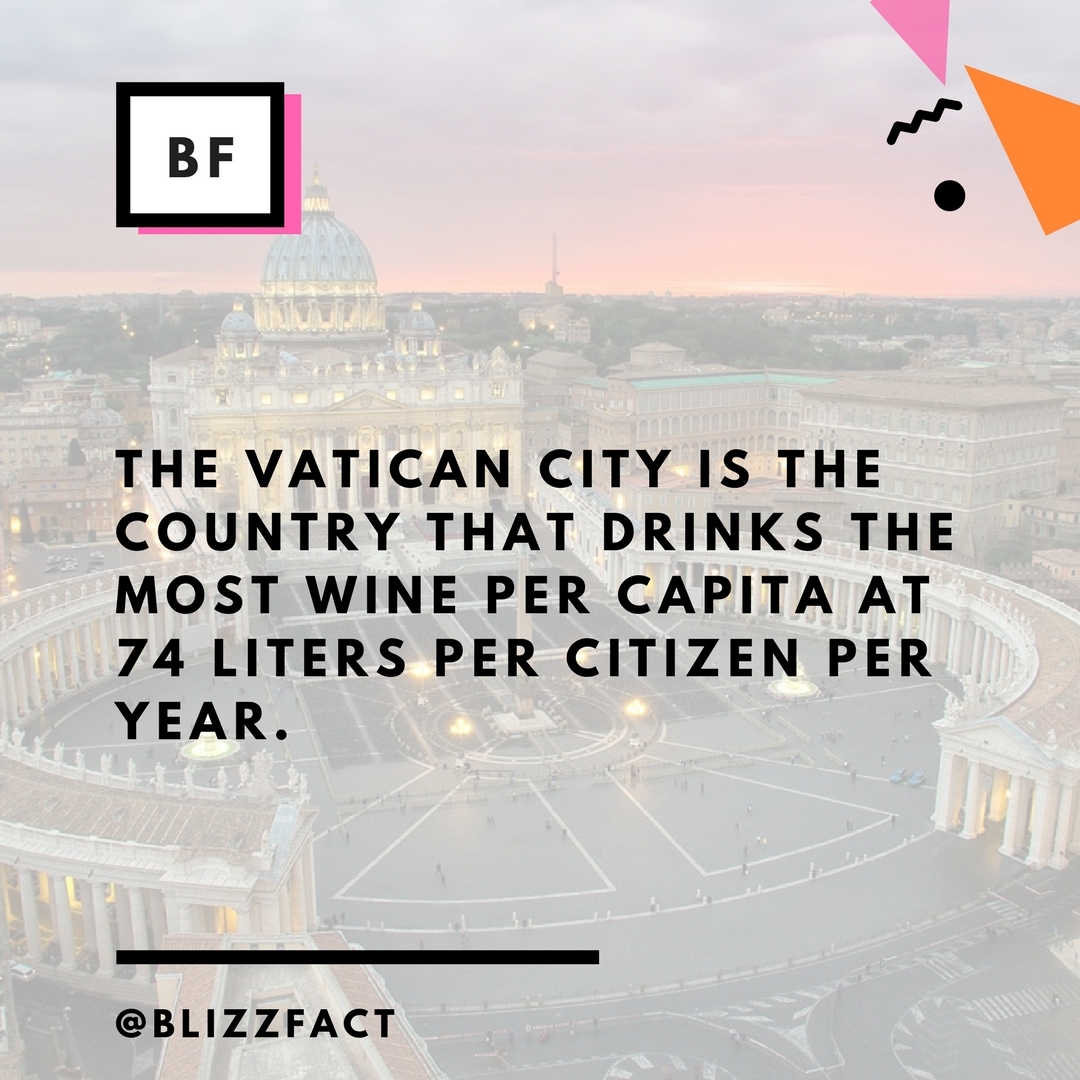 BF
THE VATICAN CITY IS THE
COUNTRY THAT DRINKS THE
MOST WINE PER CAPITA AT
74 LITERS PER CITIZEN PER
YEAR.
@BLIZZFACT